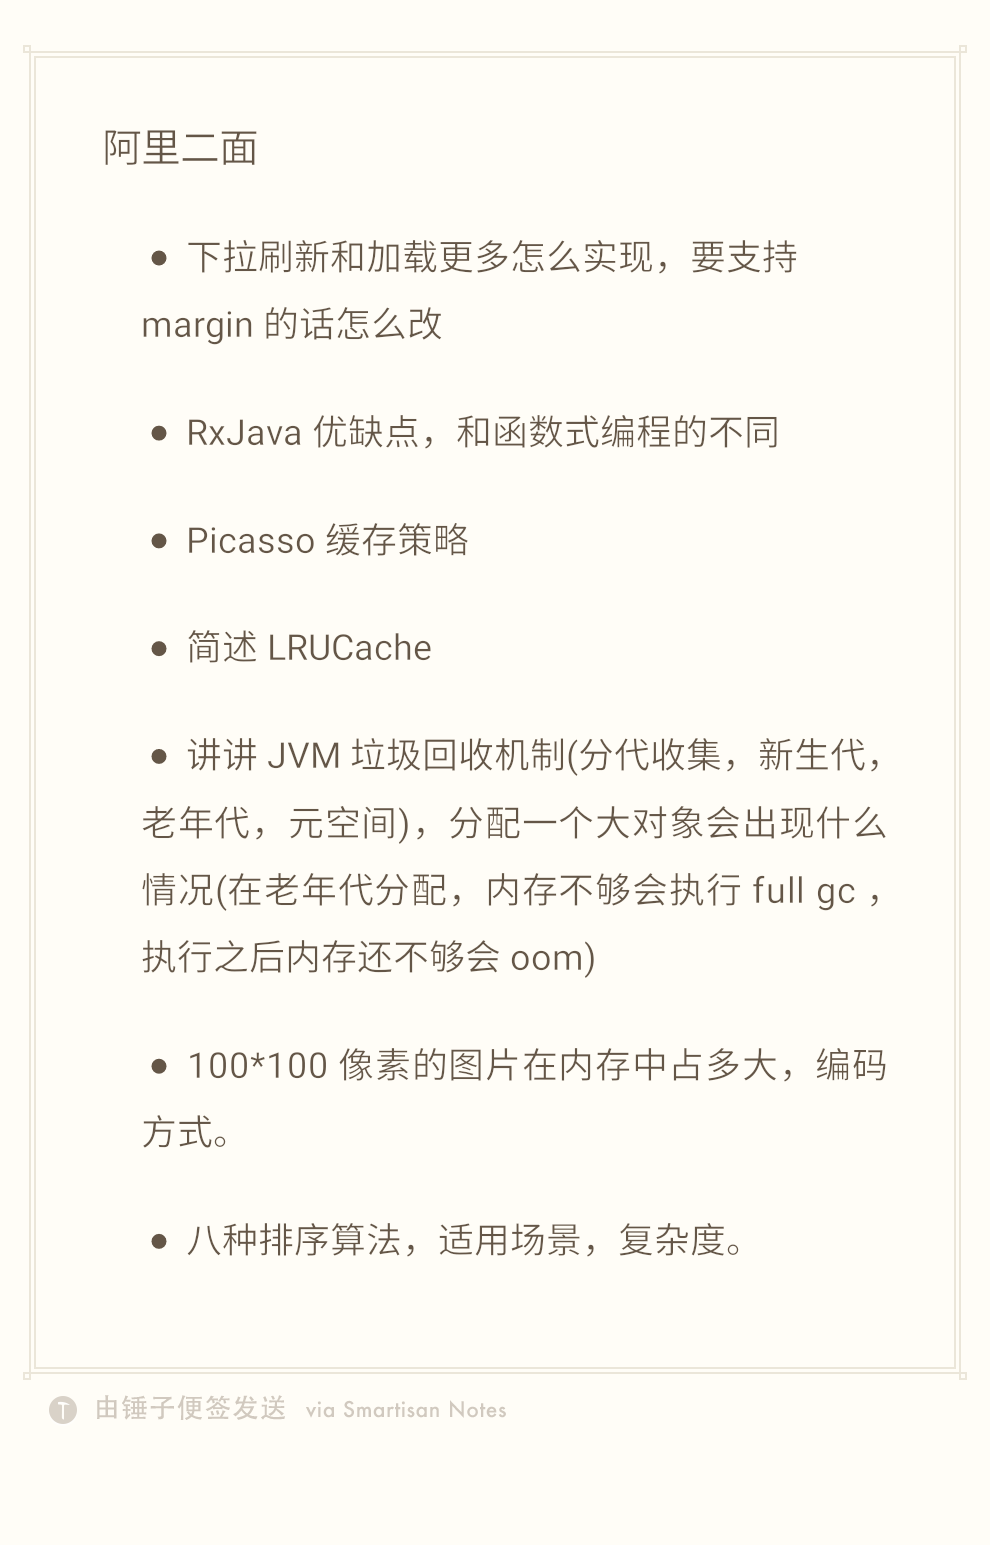 阿里二面
● 下拉刷新和加载更多怎么实现，要支持
margin 的话怎么改
● RxJava 优缺点，和函数式编程的不同
● Picasso 缓存策略
● 简述 LRUCache
● 讲讲 JVM 垃圾回收机制(分代收集，新生代，
老年代，元空间)，分配一个大对象会出现什么
情况(在老年代分配，内存不够会执行 full gc ，
执行之后内存还不够会 oom)
● 100*100 像素的图片在内存中占多大，编码
方式。
● 八种排序算法，适用场景，复杂度。
T 由锤子便签发送 via Smartisan Notes